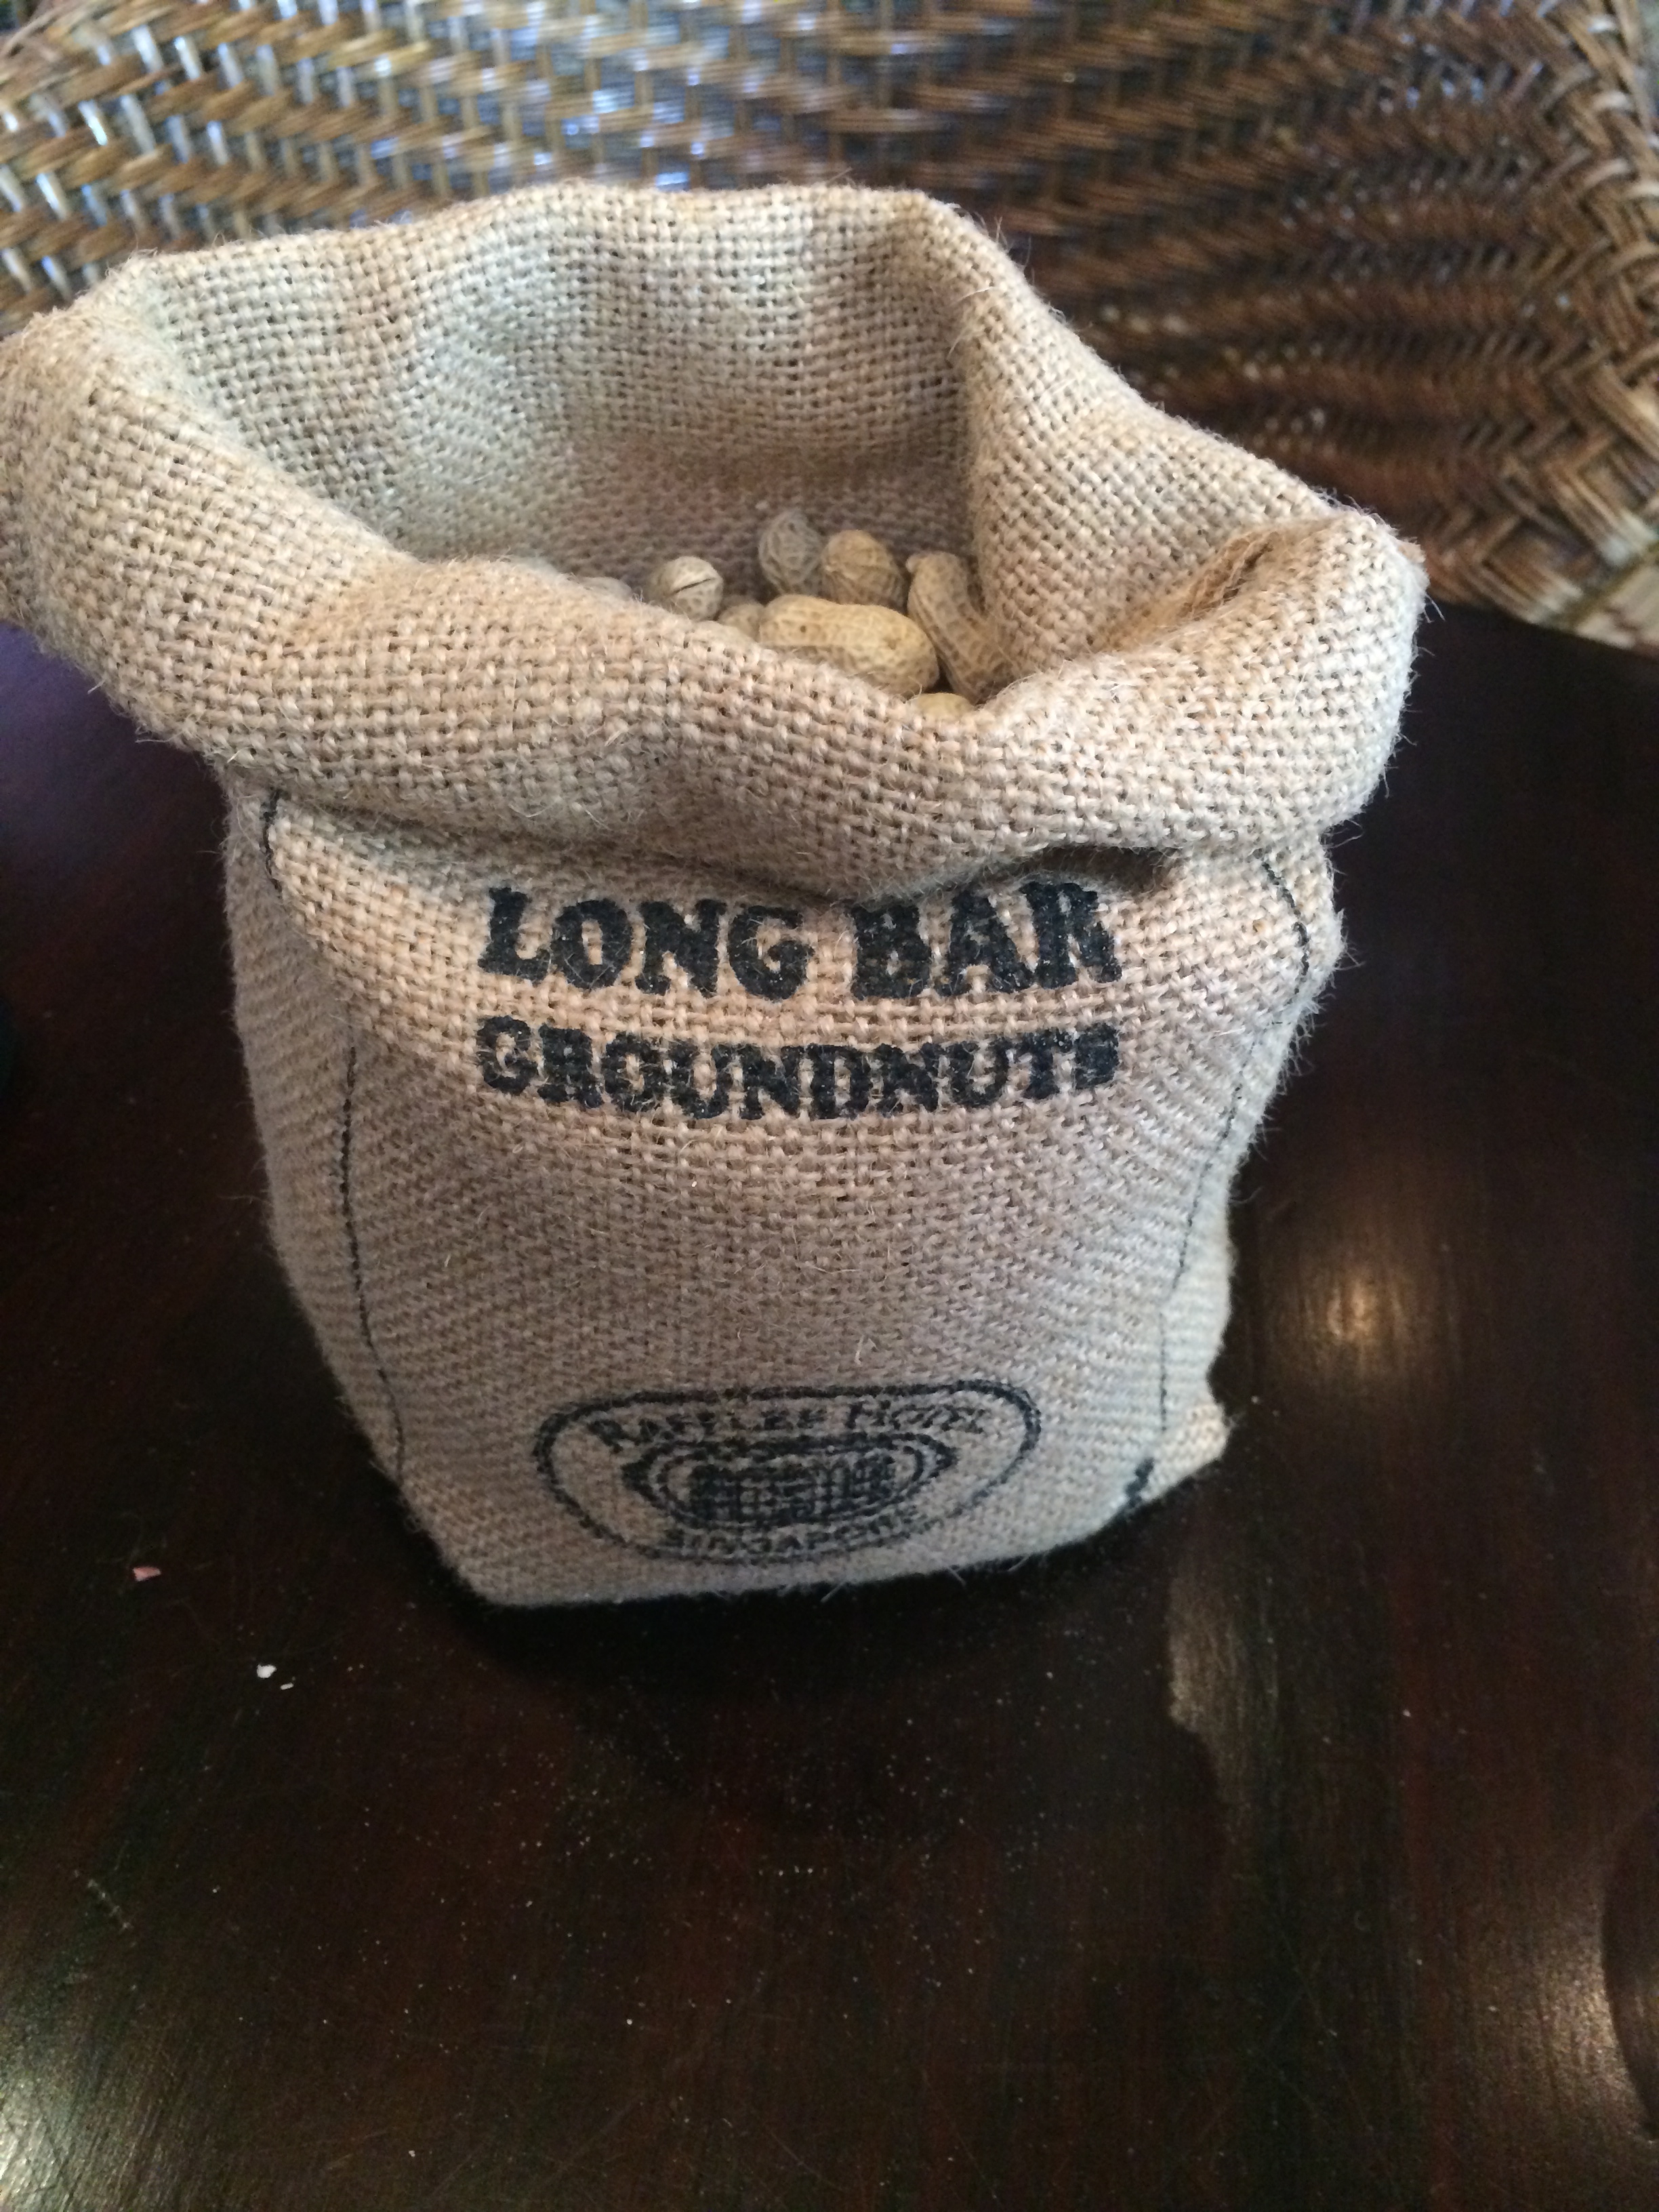 LONG BAR
GROUNDNUTS
RAFFLES HOTEL
SINGAPORE